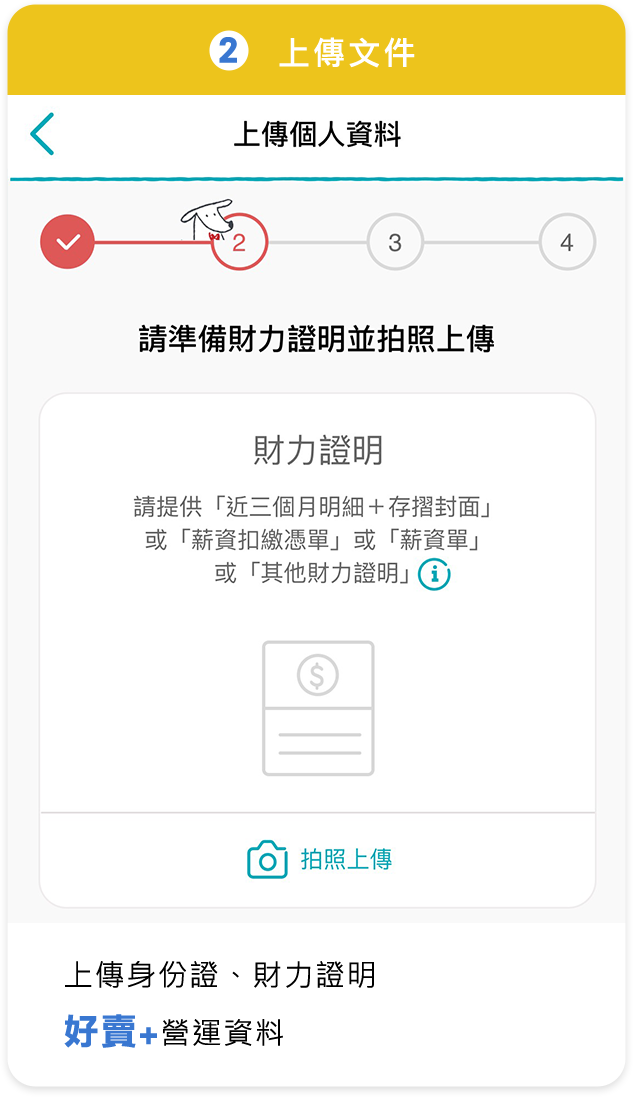 2 上傳文件
上傳個人資料
2 3 4
請準備財力證明並拍照上傳
財力證明
請提供「近三個月明細＋存摺封面」
或「薪資扣繳憑單」或「薪資單」
或「其他財力證明」i
$
拍照上傳
上傳身份證、財力證明
好賣+營運資料